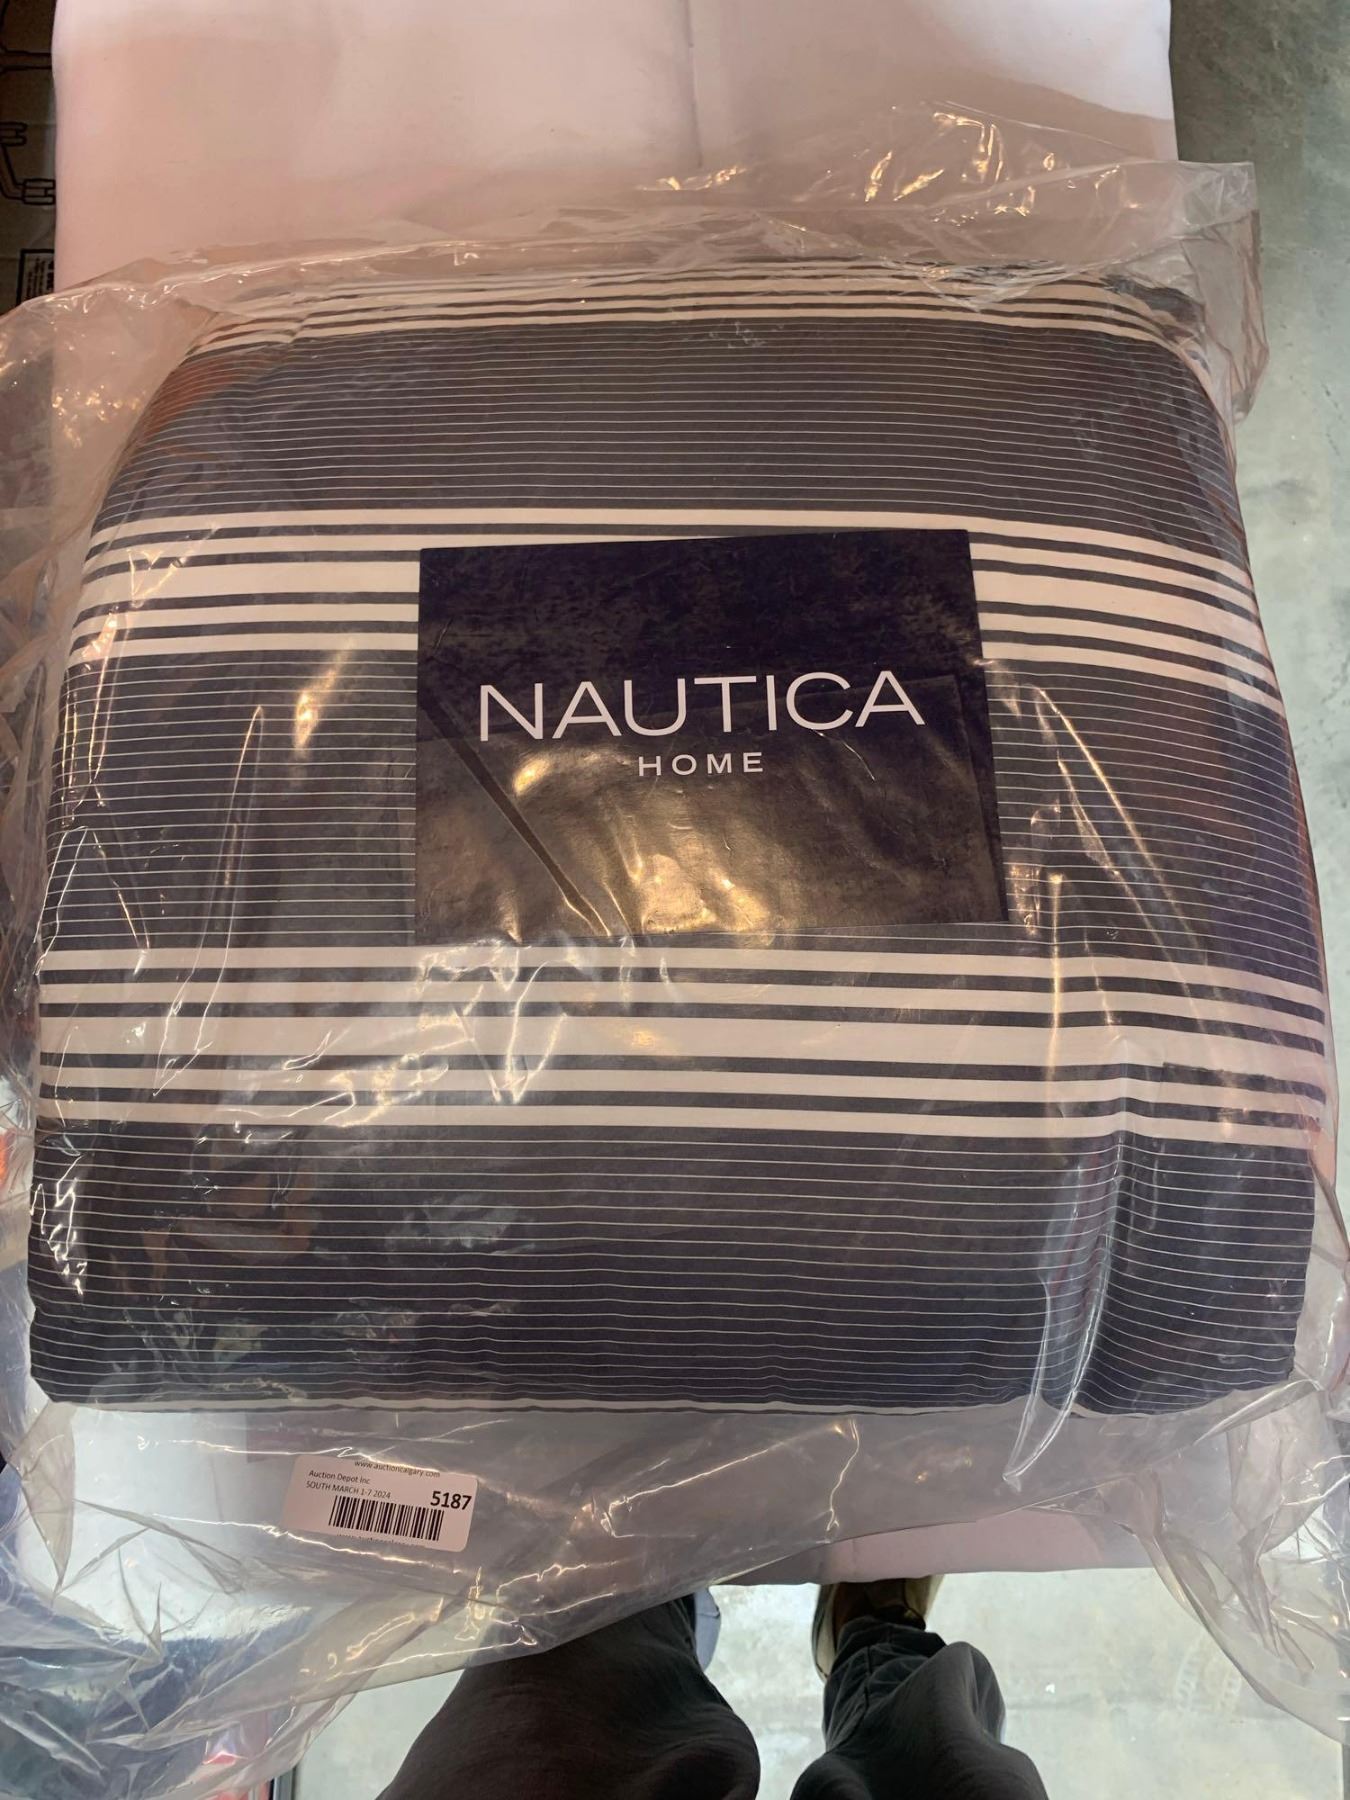 NAUTICA
HOME
www.auctioncalgary.com
Auction Depot Inc
SOUTH MARCH 1-7 2024
5187